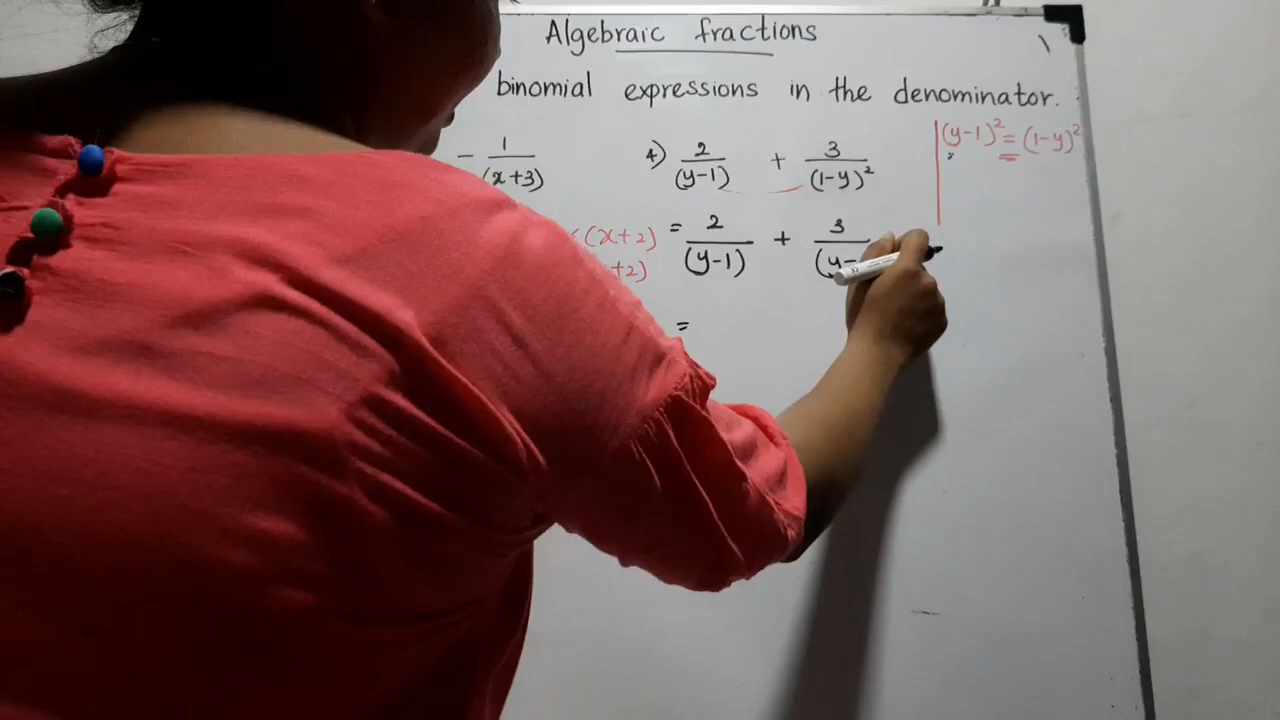 Algebraic fractions
binomial expressions in the denominator.
- 1/(x+3)
4) 2/(y-1) + 3/(1-y)²
(y-1)² = (1-y)²
(x+2)
+2)
= 2/(y-1) + 3/(y-
=